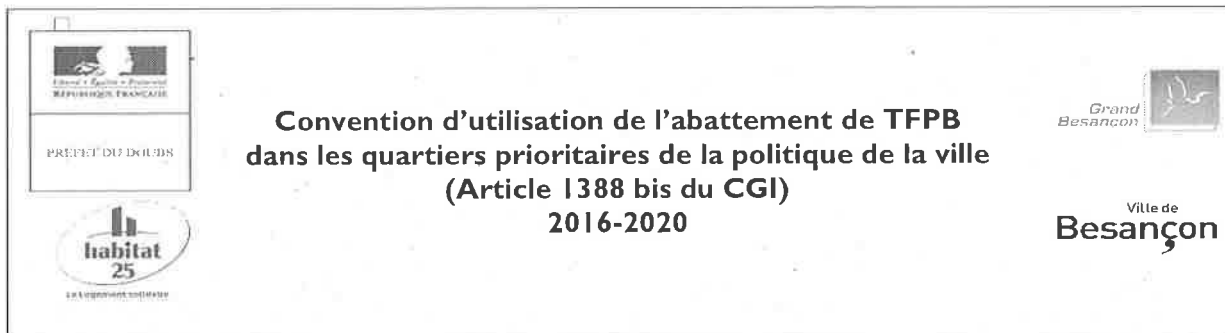 Liberté • Égalité • Fraternité
RÉPUBLIQUE FRANÇAISE
PREFET DU DOUBS
habitat
25
Convention d'utilisation de l'abattement de TFPB
dans les quartiers prioritaires de la politique de la ville
(Article 1388 bis du CGI)
2016-2020
Grand
Besançon
Ville de
Besançon